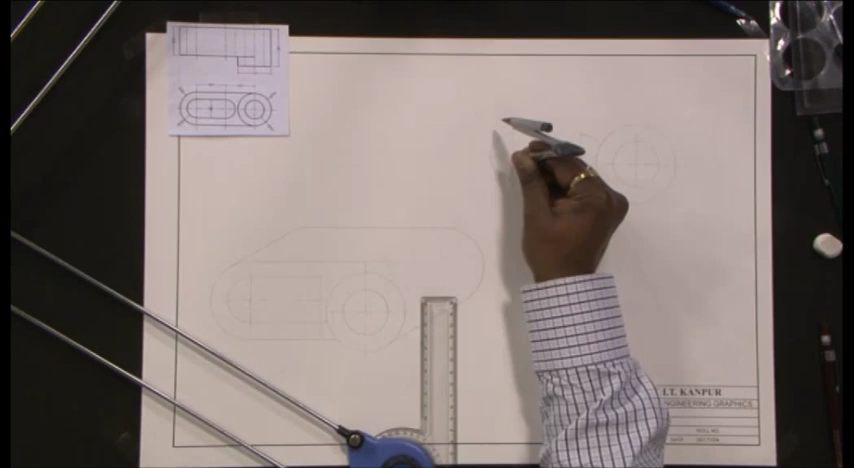 I.T. KANPUR
ENGINEERING GRAPHICS
ROLL NO.
DATE SECTION